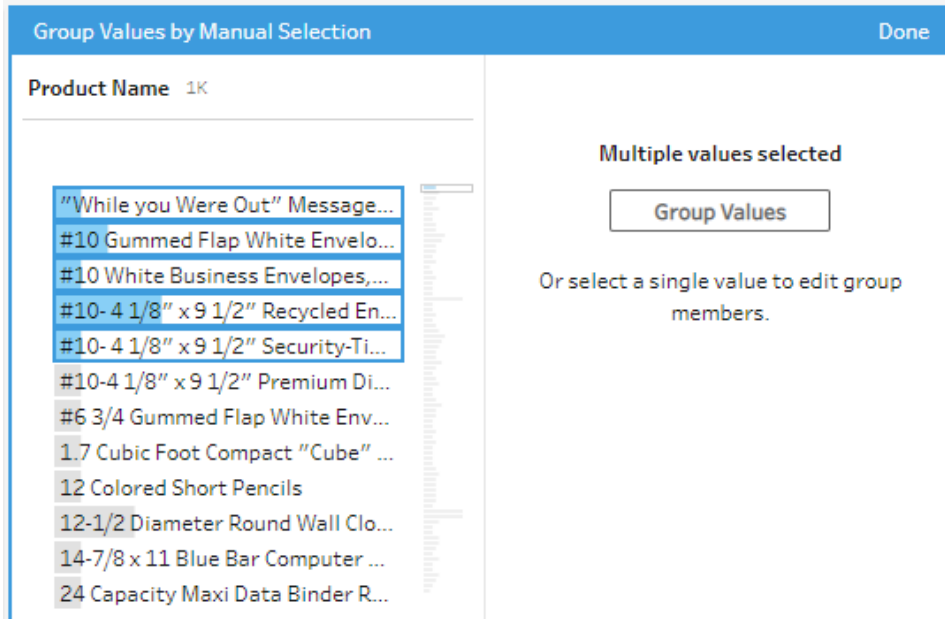 Group Values by Manual Selection Done
Product Name 1K
"While you Were Out" Message...
#10 Gummed Flap White Envelo...
#10 White Business Envelopes,...
#10- 4 1/8" x 9 1/2" Recycled En...
#10- 4 1/8" x 9 1/2" Security-Ti...
#10-4 1/8" x 9 1/2" Premium Di...
#6 3/4 Gummed Flap White Env...
1.7 Cubic Foot Compact "Cube" ...
12 Colored Short Pencils
12-1/2 Diameter Round Wall Clo...
14-7/8 x 11 Blue Bar Computer ...
24 Capacity Maxi Data Binder R...
Multiple values selected
Group Values
Or select a single value to edit group
members.